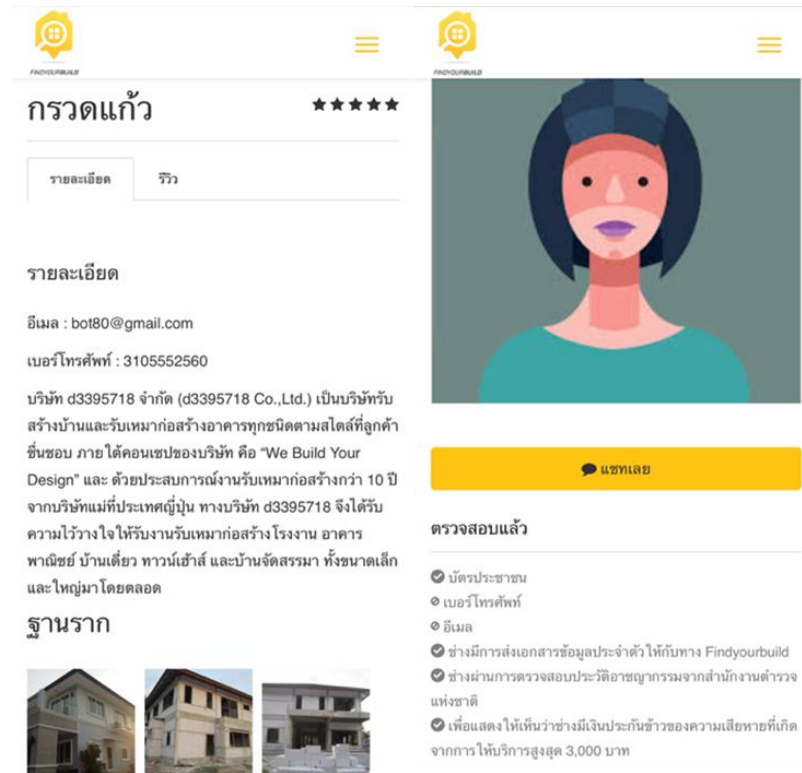 FINDYOURBUILD
กรวดแก้ว
รายละเอียด
รีวิว
รายละเอียด
อีเมล : bot80@gmail.com
เบอร์โทรศัพท์ : 3105552560
บริษัท d3395718 จำกัด (d3395718 Co.,Ltd.) เป็นบริษัทรับ
สร้างบ้านและรับเหมาก่อสร้างอาคารทุกชนิดตามสไตล์ที่ลูกค้า
ชื่นชอบ ภายใต้คอนเซปของบริษัท คือ “We Build Your
Design” และ ด้วยประสบการณ์งานรับเหมาก่อสร้างกว่า 10 ปี
จากบริษัทแม่ที่ประเทศญี่ปุ่น ทางบริษัท d3395718 จึงได้รับ
ความไว้วางใจให้รับงานรับเหมาก่อสร้างโรงงาน อาคาร
พาณิชย์ บ้านเดี่ยว ทาวน์เฮ้าส์ และบ้านจัดสรรมา ทั้งขนาดเล็ก
และใหญ่มาโดยตลอด
ฐานราก
FINDYOURBUILD
แชทเลย
ตรวจสอบแล้ว
บัตรประชาชน
เบอร์โทรศัพท์
อีเมล
ช่างมีการส่งเอกสารข้อมูลประจำตัวให้กับทาง Findyourbuild
ช่างผ่านการตรวจสอบประวัติอาชญากรรมจากสำนักงานตำรวจ
แห่งชาติ
เพื่อแสดงให้เห็นว่าช่างมีเงินประกันข้าวของความเสียหายที่เกิด
จากการให้บริการสูงสุด 3,000 บาท